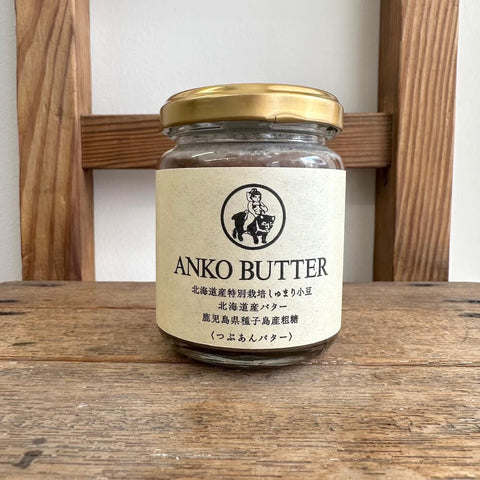 ANKO BUTTER
北海道産特別栽培しゅまり小豆
北海道産バター
鹿児島県種子島産粗糖
〈つぶあんバター〉